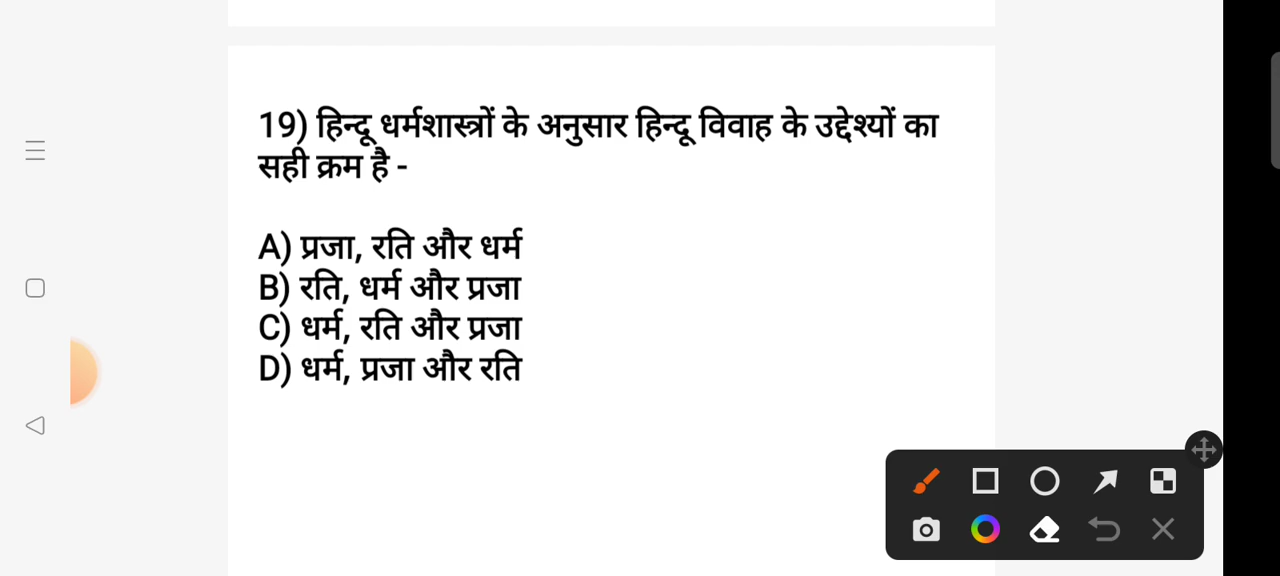 19) हिन्दू धर्मशास्त्रों के अनुसार हिन्दू विवाह के उद्देश्यों का
सही क्रम है -
A) प्रजा, रति और धर्म
B) रति, धर्म और प्रजा
C) धर्म, रति और प्रजा
D) धर्म, प्रजा और रति